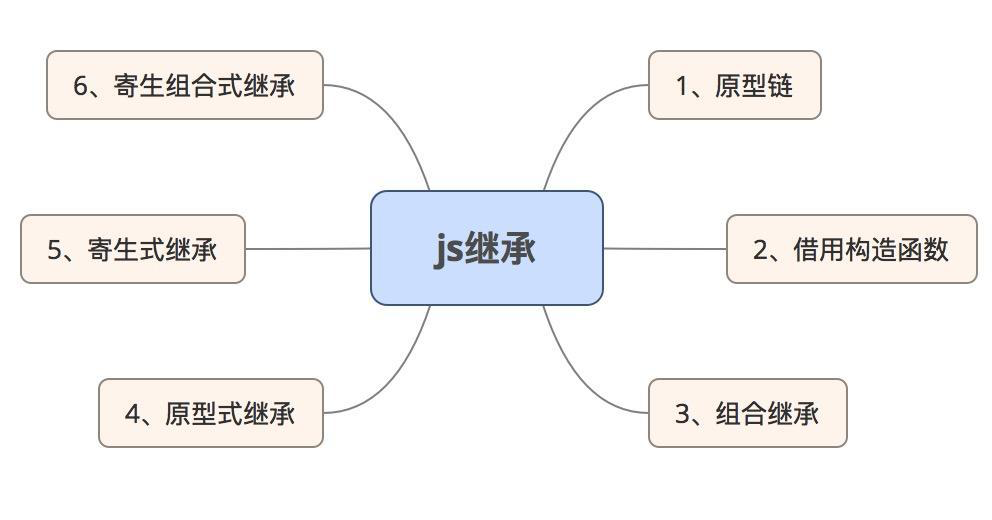 js继承
1、原型链
2、借用构造函数
3、组合继承
4、原型式继承
5、寄生式继承
6、寄生组合式继承